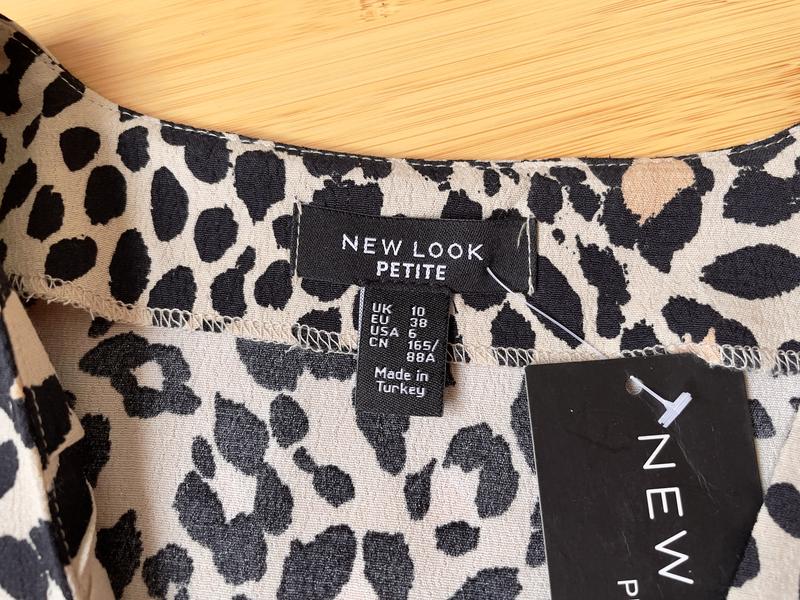 NEW LOOK
PETITE
UK 10
EU 38
USA 6
CN 165/
88A
Made in
Turkey
NEW